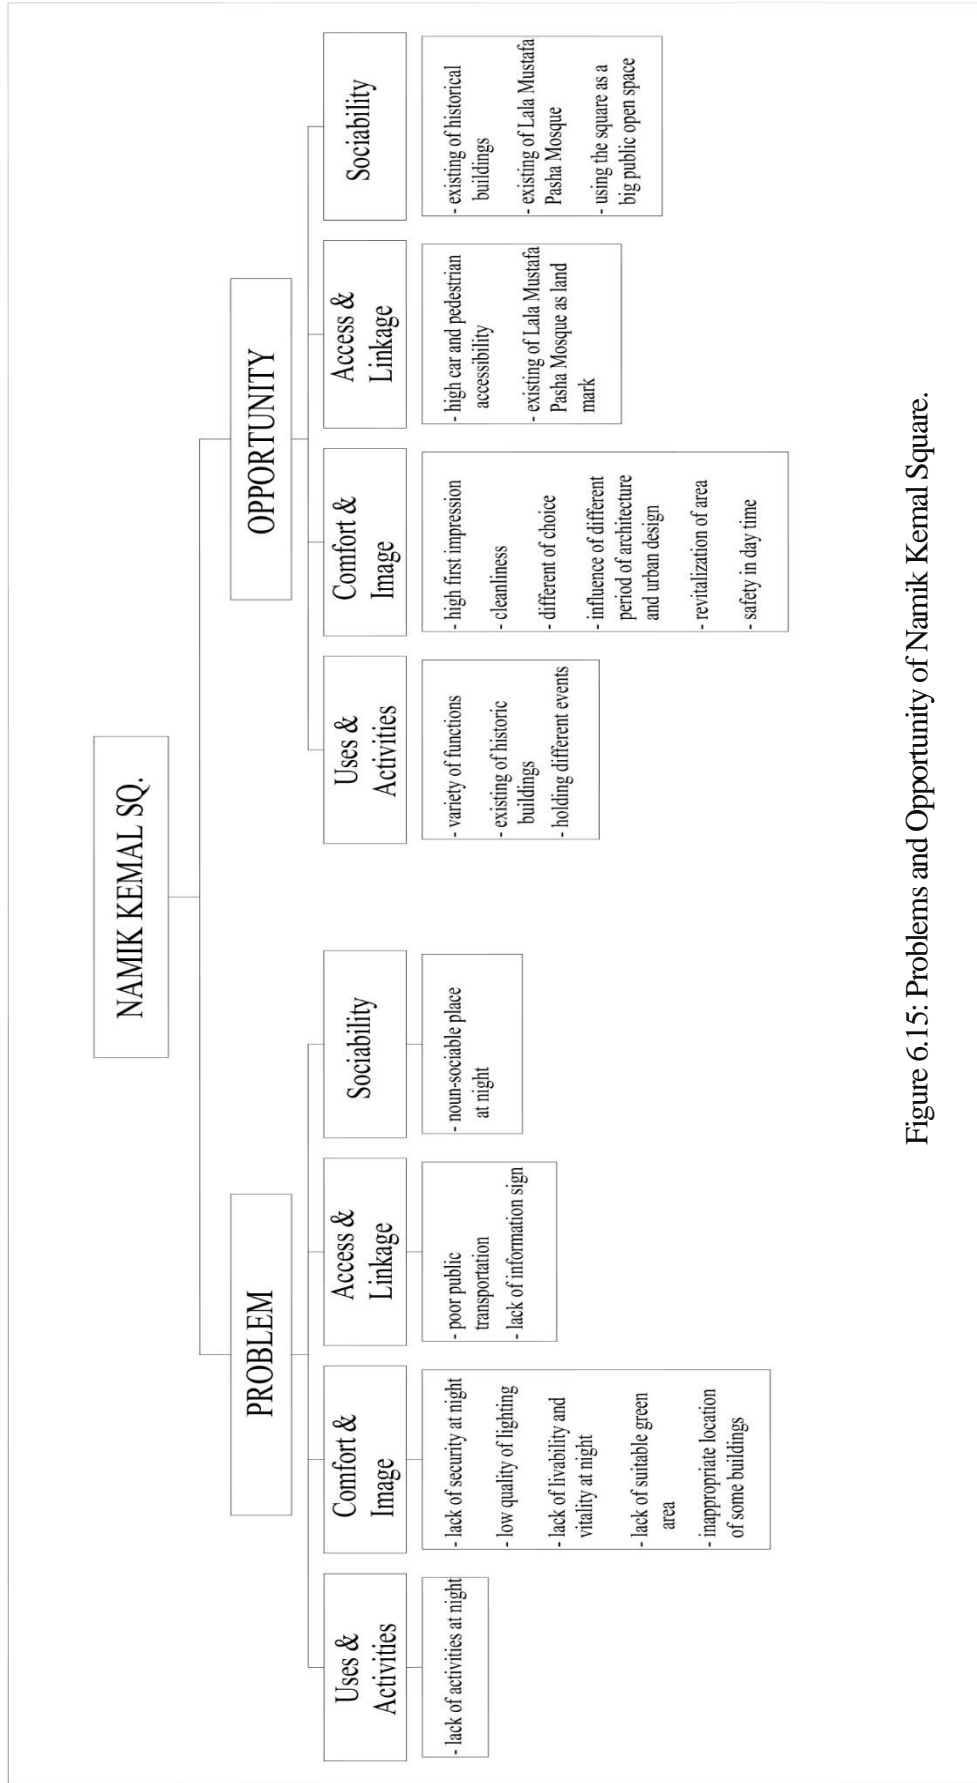 NAMIK KEMAL SQ.
PROBLEM
Uses &
Activities
- lack of activities at night
Comfort &
Image
- lack of security at night
- low quality of lighting
- lack of livability and
vitality at night
- lack of suitable green
area
- inappropriate location
of some buildings
Access &
Linkage
- poor public
transportation
- lack of information sign
Sociability
- noun-sociable place
at night
OPPORTUNITY
Uses &
Activities
- variety of functions
- existing of historic
buildings
- holding different events
Comfort &
Image
- high first impression
- cleanliness
- different of choice
- influence of different
period of architecture
and urban design
- revitalization of area
- safety in day time
Access &
Linkage
- high car and pedestrian
accessibility
- existing of Lala Mustafa
Pasha Mosque as land
mark
Sociability
- existing of historical
buildings
- existing of Lala Mustafa
Pasha Mosque
- using the square as a
big public open space
Figure 6.15: Problems and Opportunity of Namik Kemal Square.